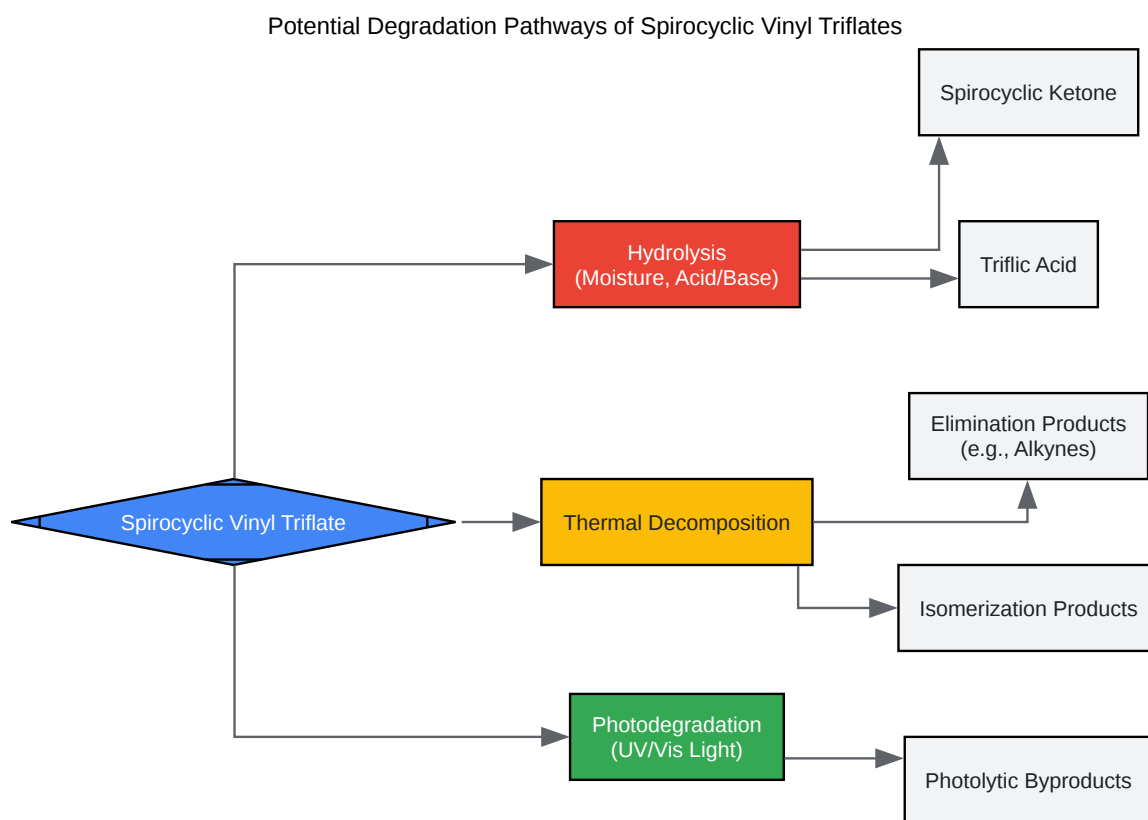 Potential Degradation Pathways of Spirocyclic Vinyl Triflates
Spirocyclic Ketone
Hydrolysis
(Moisture, Acid/Base)
Triflic Acid
Elimination Products
(e.g., Alkynes)
Spirocyclic Vinyl Triflate
Thermal Decomposition
Isomerization Products
Photodegradation
(UV/Vis Light)
Photolytic Byproducts